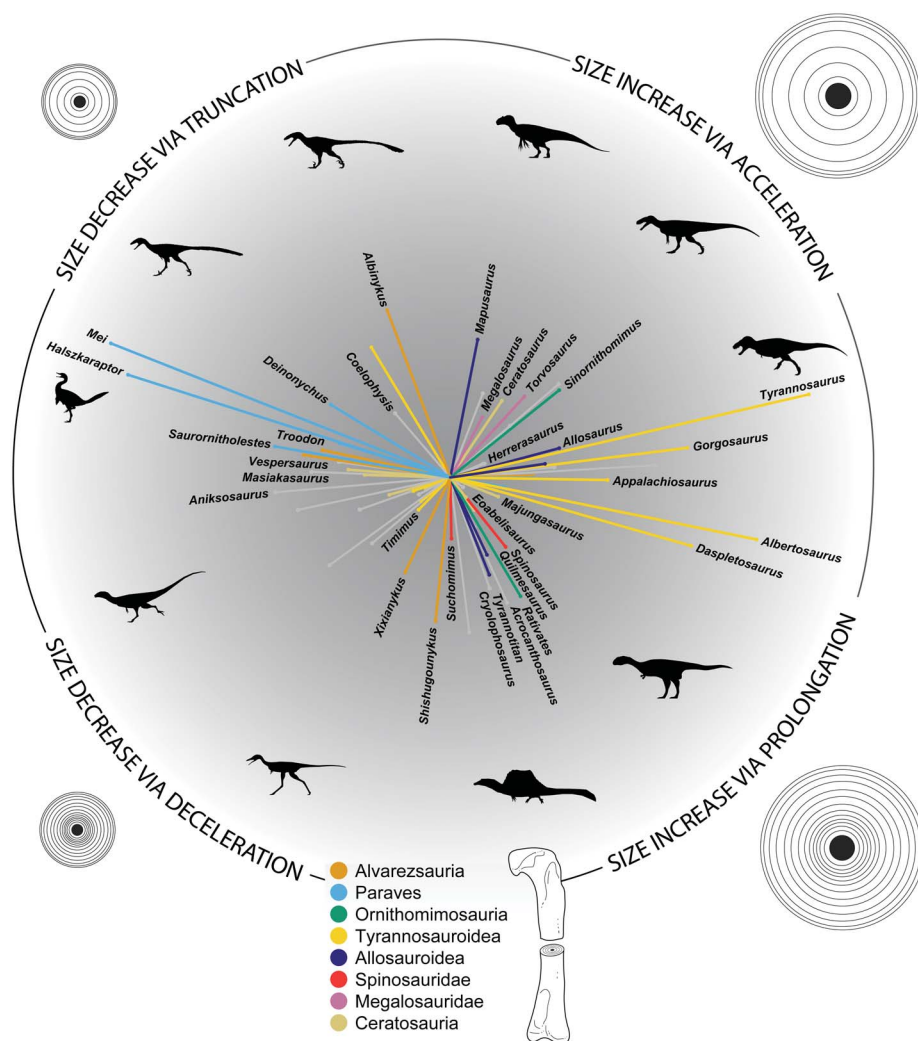 SIZE DECREASE VIA TRUNCATION
SIZE INCREASE VIA ACCELERATION
Albinykus
Mapusaurus
Mei
Halszkaraptor
Deinonychus
Coelophysis
Megalosaurus
Ceratosaurus
Torvosaurus
Sinornithomimus
Tyrannosaurus
Saurornitholestes
Troodon
Herrerasaurus
Allosaurus
Gorgosaurus
Vespersaurus
Masiakasaurus
Aniksosaurus
Appalachiosaurus
Timimus
Eoabelisaurus
Majungasaurus
Albertosaurus
Daspletosaurus
Xixianykus
Suchomimus
Shishugounykus
Spinosaurus
Quilmesaurus
Rativates
Acrocanthosaurus
Tyrannotitan
Cryolophosaurus
SIZE DECREASE VIA DECELERATION
SIZE INCREASE VIA PROLONGATION
Alvarezsauria
Paraves
Ornithomimosauria
Tyrannosauroidea
Allosauroidea
Spinosauridae
Megalosauridae
Ceratosauria